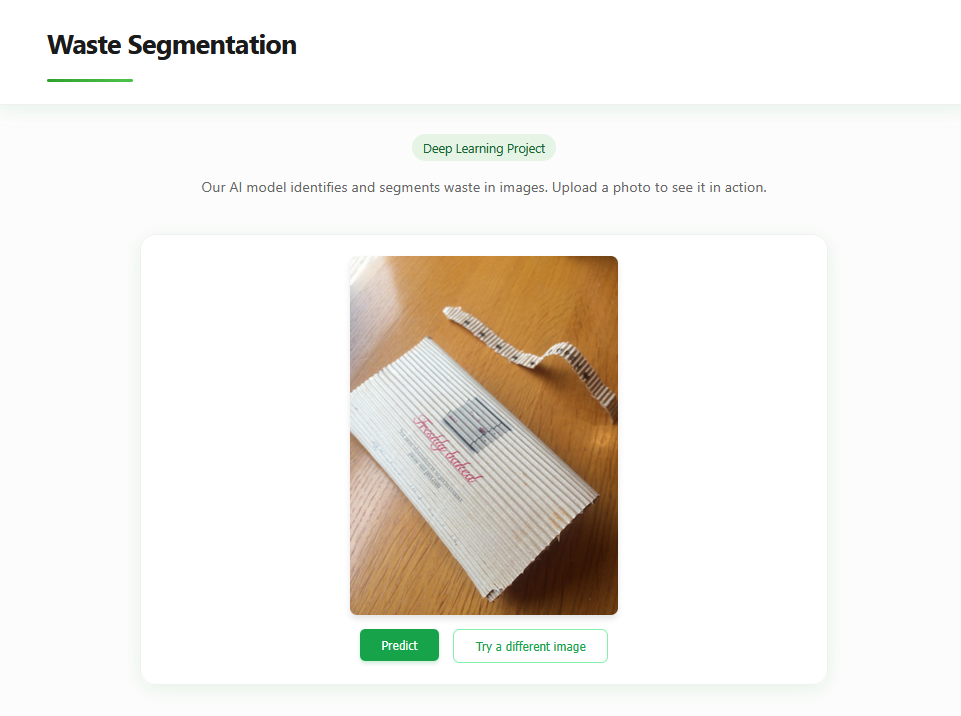 Waste Segmentation
Deep Learning Project
Our AI model identifies and segments waste in images. Upload a photo to see it in action.
Freshly baked
Predict
Try a different image